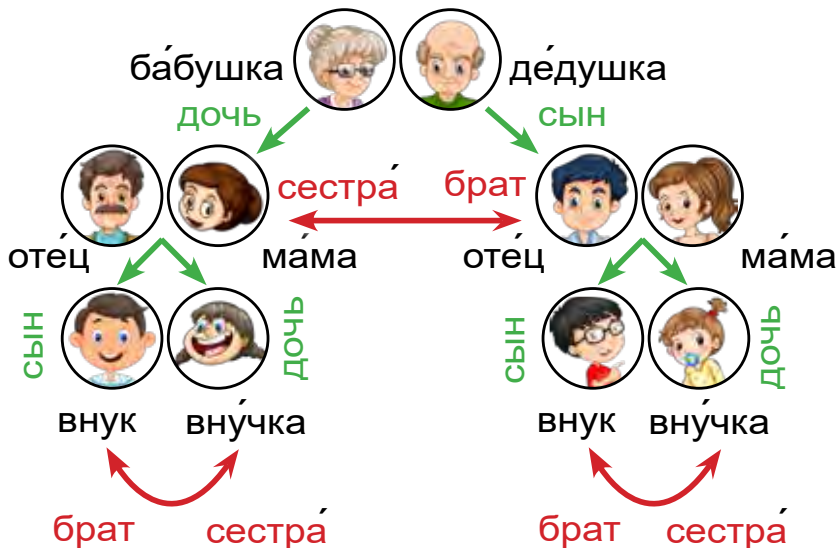 ба́бушка де́душка
дочь сын
сестра́ брат
оте́ц ма́ма оте́ц ма́ма
сын дочь сын дочь
внук вну́чка внук вну́чка
брат сестра́ брат сестра́